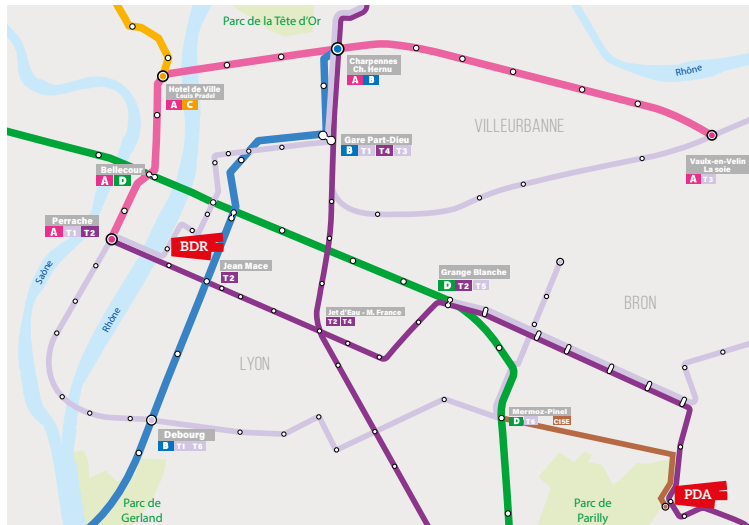 Parc de la Tête d'Or
Charpennes
Ch. Hernu
A B
Rhône
Hotel de Ville
Louis Pradel
A C
VILLEURBANNE
Gare Part-Dieu
B T1 T4 T3
Bellecour
A D
Vaulx-en-Velin
La soie
A T3
Perrache
A T1 T2
BDR
Saône
Jean Mace
T2
Grange Blanche
D T2 T5
Rhône
Jet d'Eau - M. France
T2 T4
BRON
LYON
Mermoz-Pinel
D T6 C15E
Debourg
B T1 T6
PDA
Parc de
Gerland
Parc de
Parilly